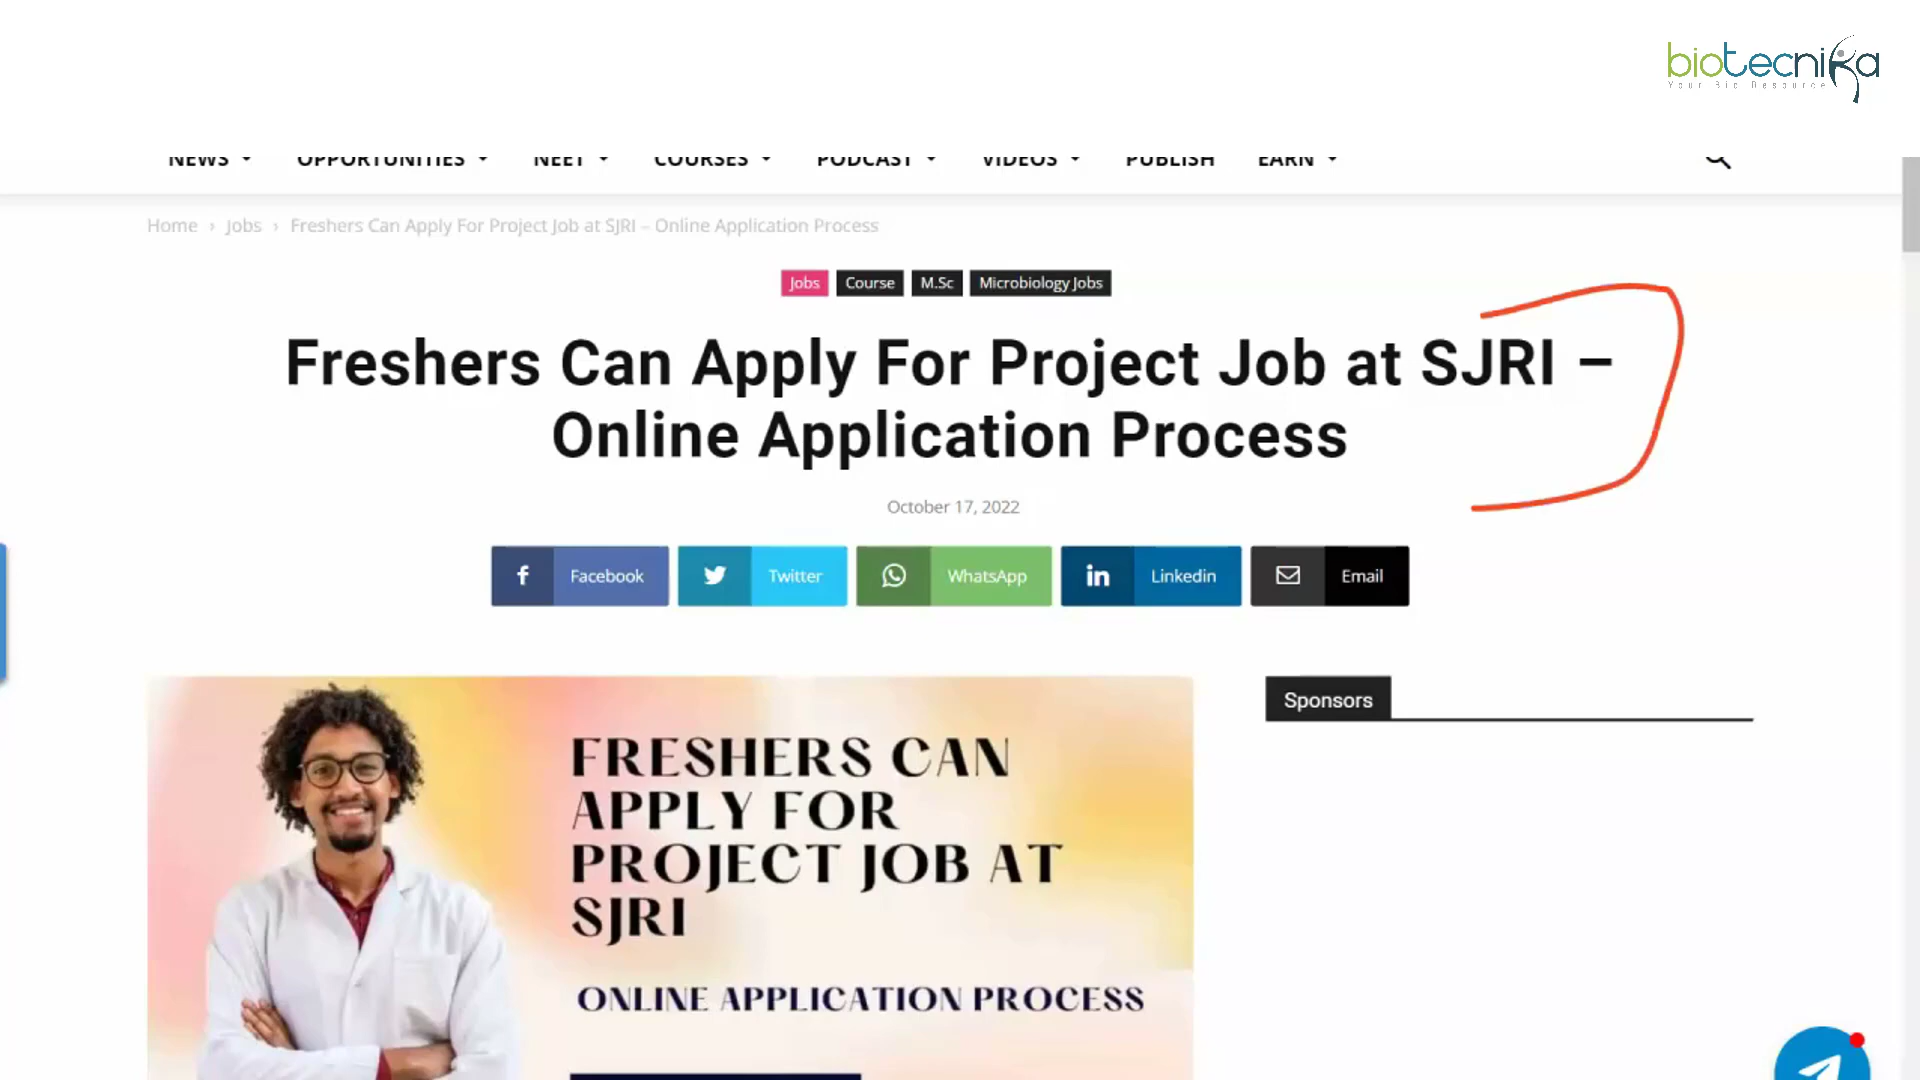 biotecnika
Your Bio Resource
NEWS OPPORTUNITIES NEET COURSES PODCAST VIDEOS PUBLISH EARN
Home › Jobs › Freshers Can Apply For Project Job at SJRI – Online Application Process
Jobs Course M.Sc Microbiology Jobs
Freshers Can Apply For Project Job at SJRI –
Online Application Process
October 17, 2022
Facebook Twitter WhatsApp Linkedin Email
Sponsors
FRESHERS CAN
APPLY FOR
PROJECT JOB AT
SJRI
ONLINE APPLICATION PROCESS